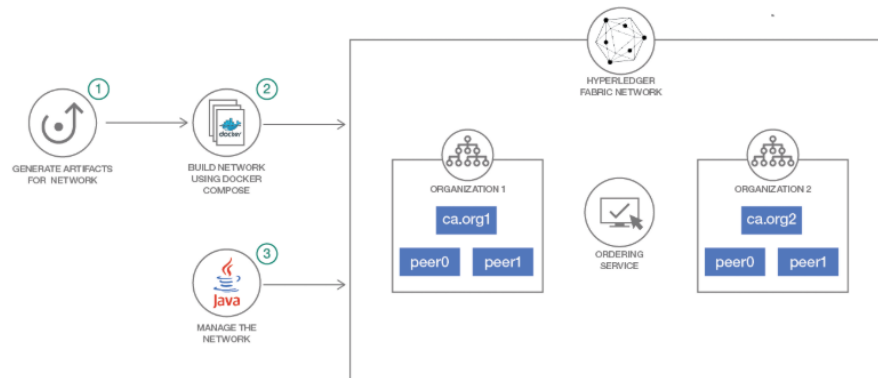 1
GENERATE ARTIFACTS
FOR NETWORK
2
docker
BUILD NETWORK
USING DOCKER
COMPOSE
3
Java
MANAGE THE
NETWORK
HYPERLEDGER
FABRIC NETWORK
ORGANIZATION 1
ca.org1
peer0
peer1
ORDERING
SERVICE
ORGANIZATION 2
ca.org2
peer0
peer1